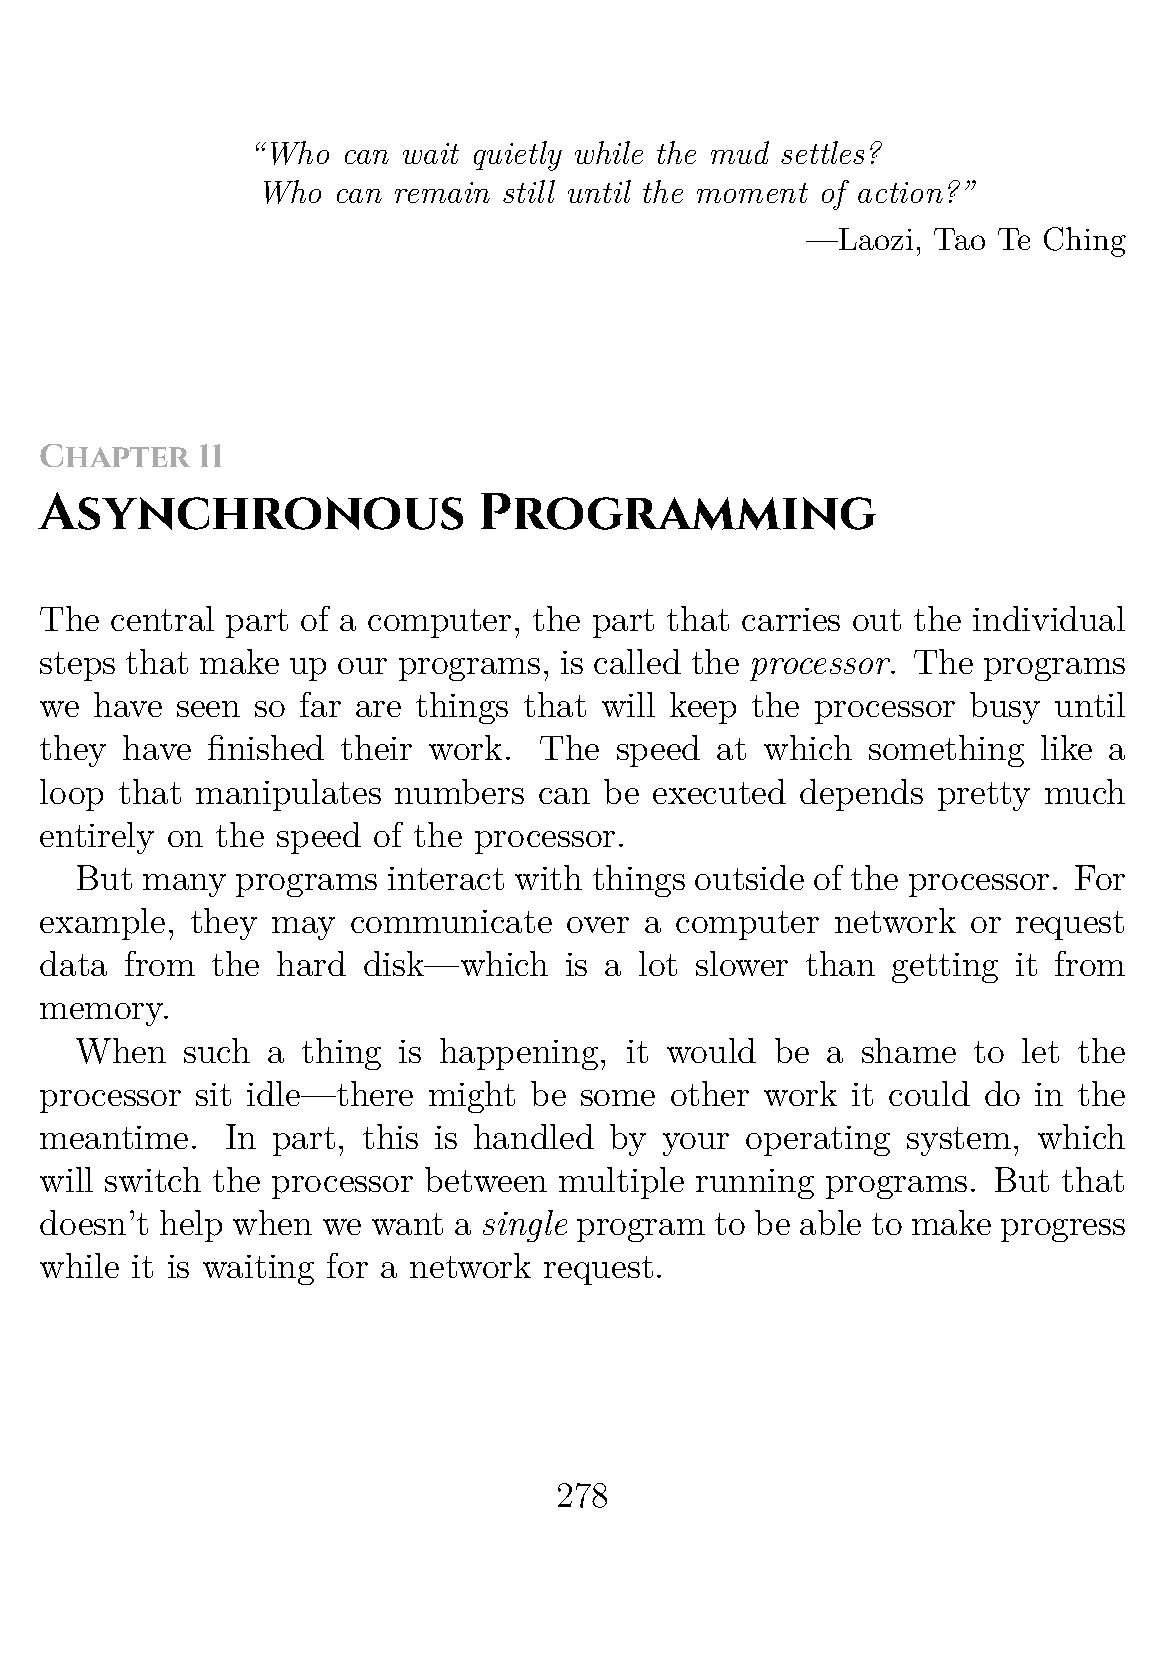 “Who can wait quietly while the mud settles?
Who can remain still until the moment of action?”
—Laozi, Tao Te Ching
Chapter 11
Asynchronous Programming
The central part of a computer, the part that carries out the individual
steps that make up our programs, is called the processor. The programs
we have seen so far are things that will keep the processor busy until
they have finished their work. The speed at which something like a
loop that manipulates numbers can be executed depends pretty much
entirely on the speed of the processor.
But many programs interact with things outside of the processor. For
example, they may communicate over a computer network or request
data from the hard disk—which is a lot slower than getting it from
memory.
When such a thing is happening, it would be a shame to let the
processor sit idle—there might be some other work it could do in the
meantime. In part, this is handled by your operating system, which
will switch the processor between multiple running programs. But that
doesn’t help when we want a single program to be able to make progress
while it is waiting for a network request.
278